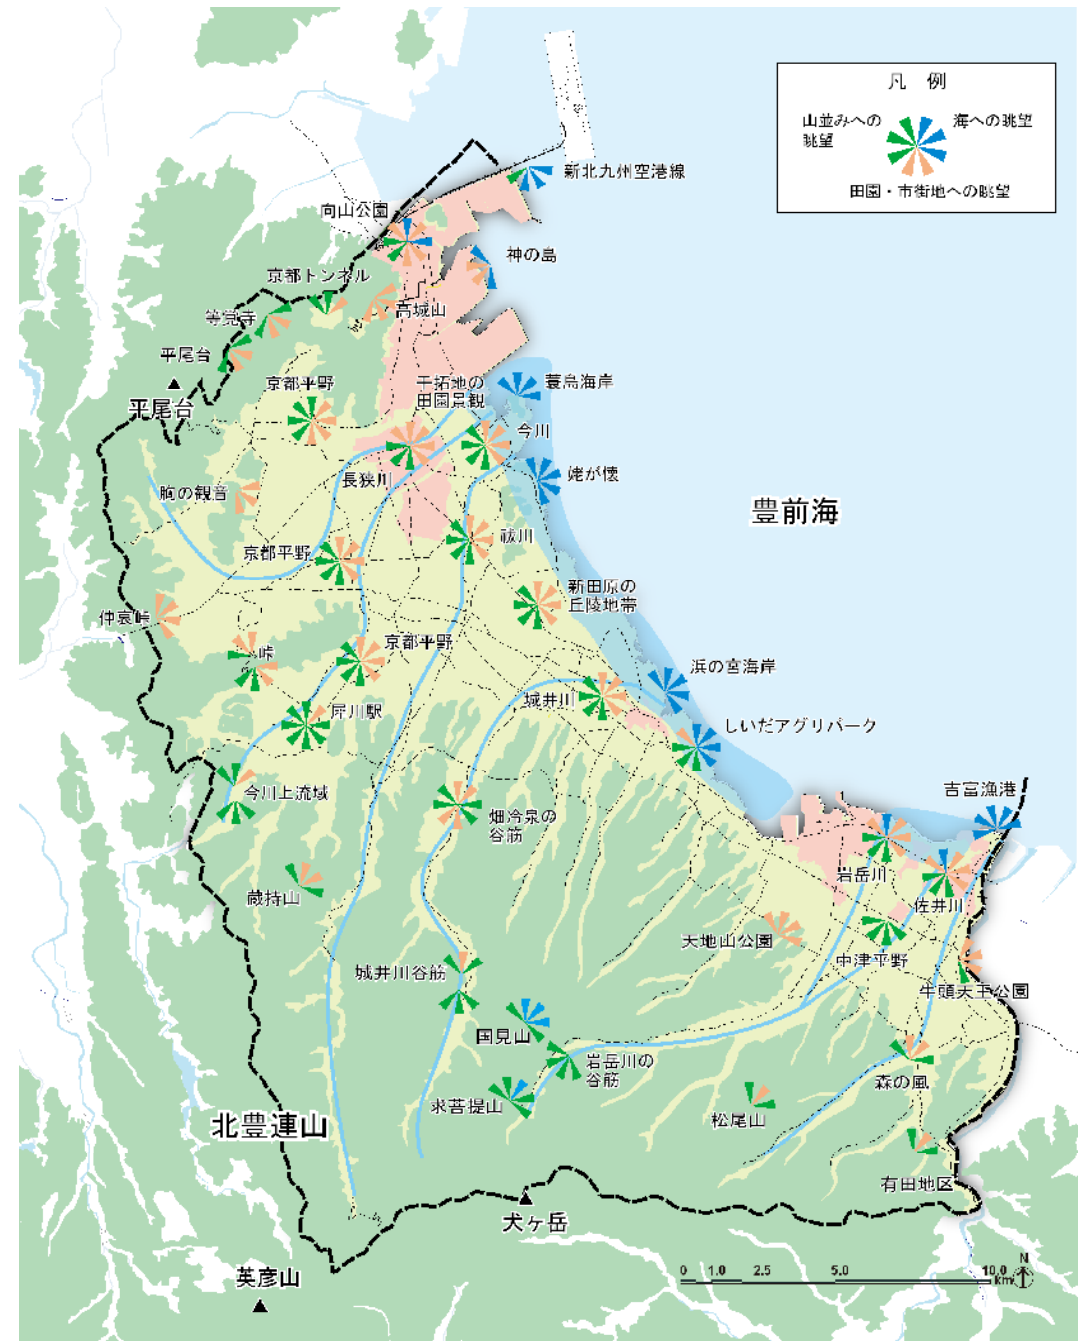 凡 例
山並みへの
眺望
海への眺望
田園・市街地への眺望
新北九州空港線
向山公園
神の島
京都トンネル
等覚寺
高城山
平尾台
平尾台
京都平野
干拓地の
田園景観
蓑島海岸
今川
長狭川
姥が懐
胸の観音
豊前海
京都平野
祓川
新田原の
丘陵地帯
仲哀峠
峠
京都平野
浜の宮海岸
城井川
犀川駅
しいだアグリパーク
今川上流域
吉富漁港
畑冷泉の
谷筋
岩岳川
蔵持山
佐井川
天地山公園
中津平野
城井川谷筋
牛頭天王公園
国見山
岩岳川の
谷筋
森の風
求菩提山
松尾山
北豊連山
有田地区
犬ヶ岳
英彦山
0 1.0 2.5 5.0 10.0
km
N